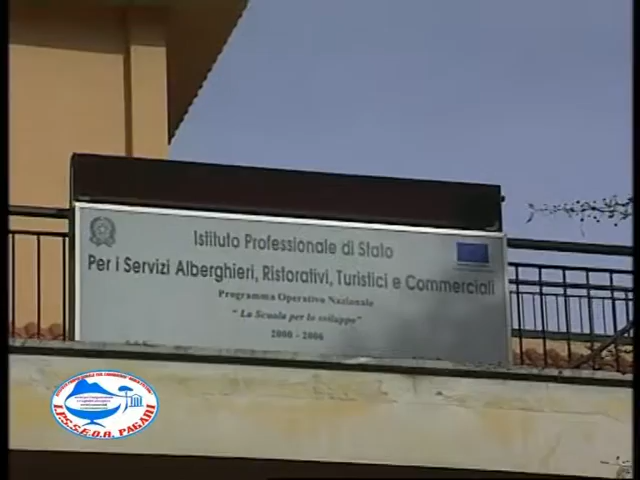 Istituto Professionale di Stato
Per i Servizi Alberghieri, Ristorativi, Turistici e Commerciali
Programma Operativo Nazionale
"La Scuola per lo sviluppo"
2000 - 2006
I.P.S.S.E.O.A. PAGANI